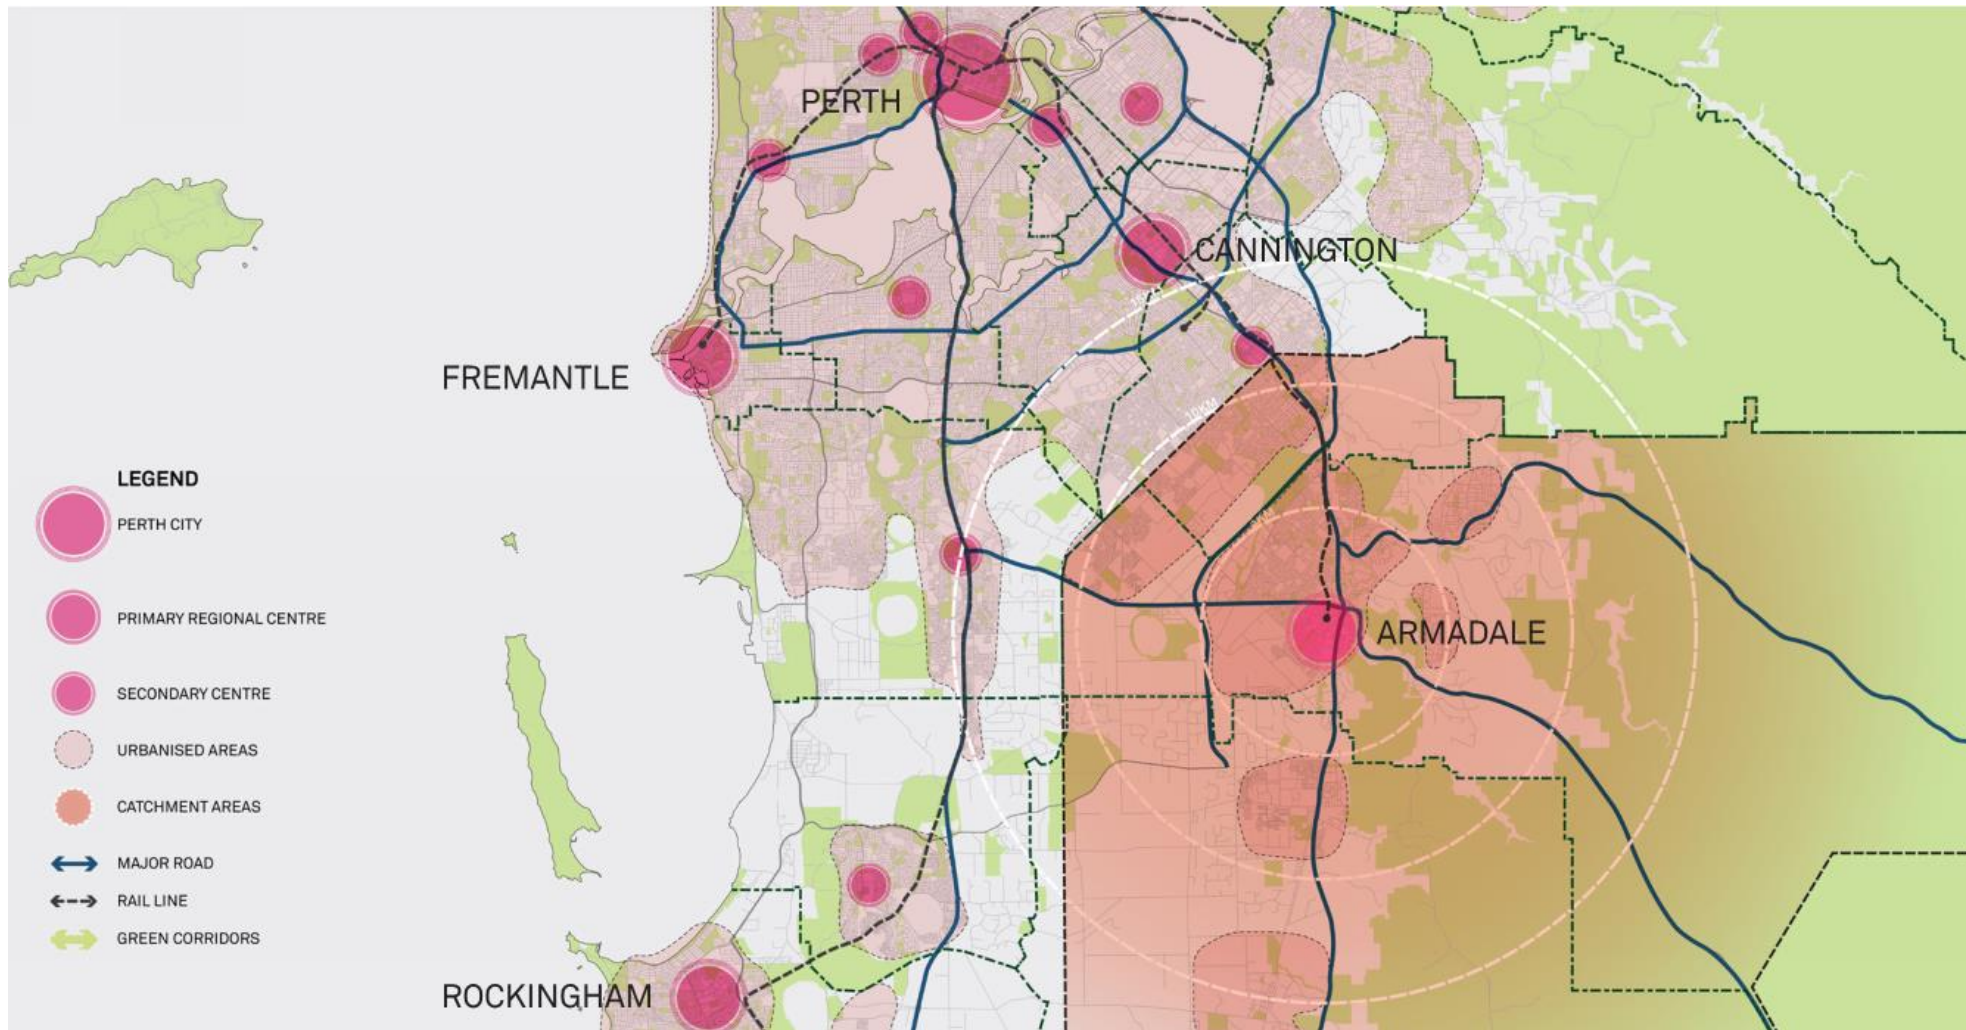 PERTH
CANNINGTON
FREMANTLE
10KM
LEGEND
PERTH CITY
PRIMARY REGIONAL CENTRE
ARMADALE
SECONDARY CENTRE
URBANISED AREAS
CATCHMENT AREAS
MAJOR ROAD
RAIL LINE
GREEN CORRIDORS
ROCKINGHAM